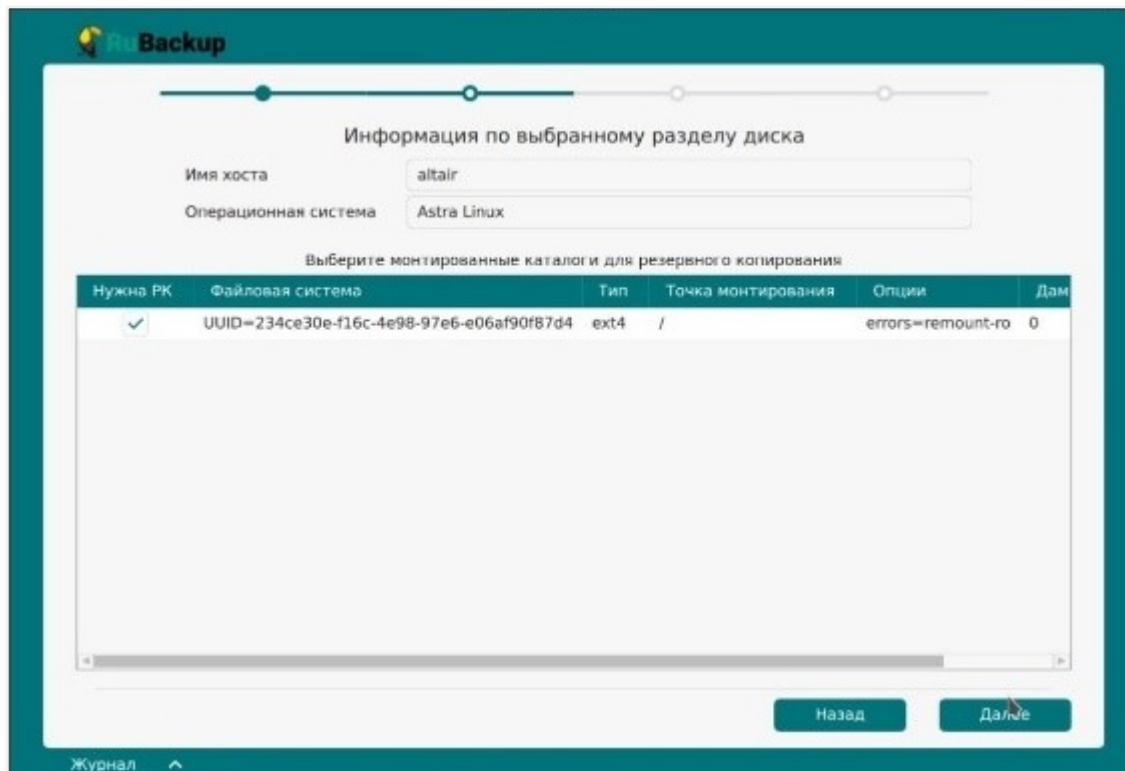 RuBackup
Информация по выбранному разделу диска
Имя хоста altair
Операционная система Astra Linux
Выберите монтированные каталоги для резервного копирования
Нужна РК Файловая система Тип Точка монтирования Опции Дам
UUID=234ce30e-f16c-4e98-97e6-e06af90f87d4 ext4 / errors=remount-ro 0
Назад Далее
Журнал